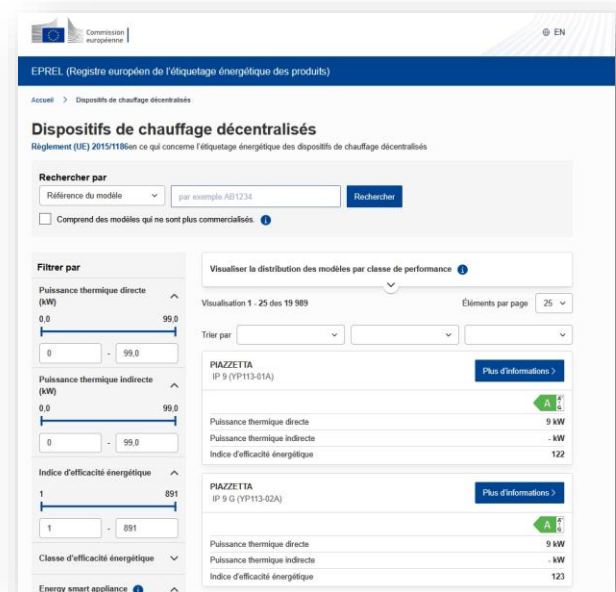 Commission
européenne
EN
EPREL (Registre européen de l'étiquetage énergétique des produits)
Accueil > Dispositifs de chauffage décentralisés
Dispositifs de chauffage décentralisés
Règlement (UE) 2015/1186en ce qui concerne l'étiquetage énergétique des dispositifs de chauffage décentralisés
Rechercher par
Référence du modèle
par exemple AB1234
Rechercher
Comprend des modèles qui ne sont plus commercialisés.
Filtrer par
Puissance thermique directe
(kW)
0,0 99,0
0 - 99,0
Puissance thermique indirecte
(kW)
0,0 99,0
0 - 99,0
Indice d'efficacité énergétique
1 891
1 - 891
Classe d'efficacité énergétique
Energy smart appliance
Visualiser la distribution des modèles par classe de performance
Visualisation 1 - 25 des 19 989
Éléments par page 25
Trier par
PIAZZETTA
IP 9 (YP113-01A)
Plus d'informations >
A
Puissance thermique directe 9 kW
Puissance thermique indirecte - kW
Indice d'efficacité énergétique 122
PIAZZETTA
IP 9 G (YP113-02A)
Plus d'informations >
A
Puissance thermique directe 9 kW
Puissance thermique indirecte - kW
Indice d'efficacité énergétique 123